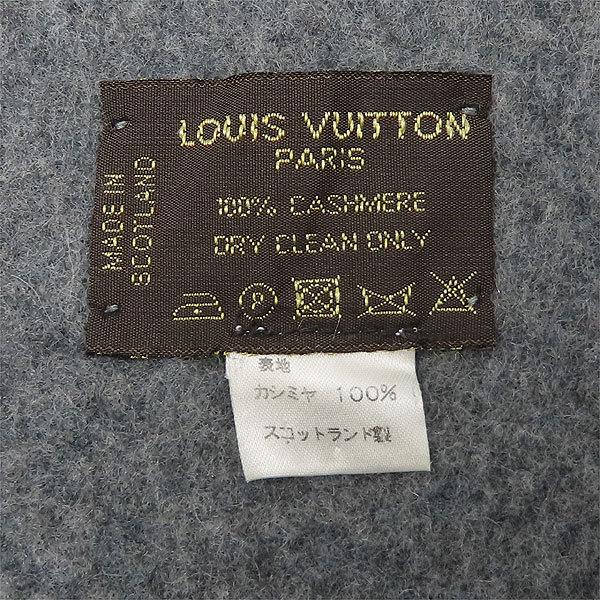 LOUIS VUITTON
PARIS
100% CASHMERE
DRY CLEAN ONLY
MADE IN
SCOTLAND
P
表地
カシミヤ 100%
スコットランド製